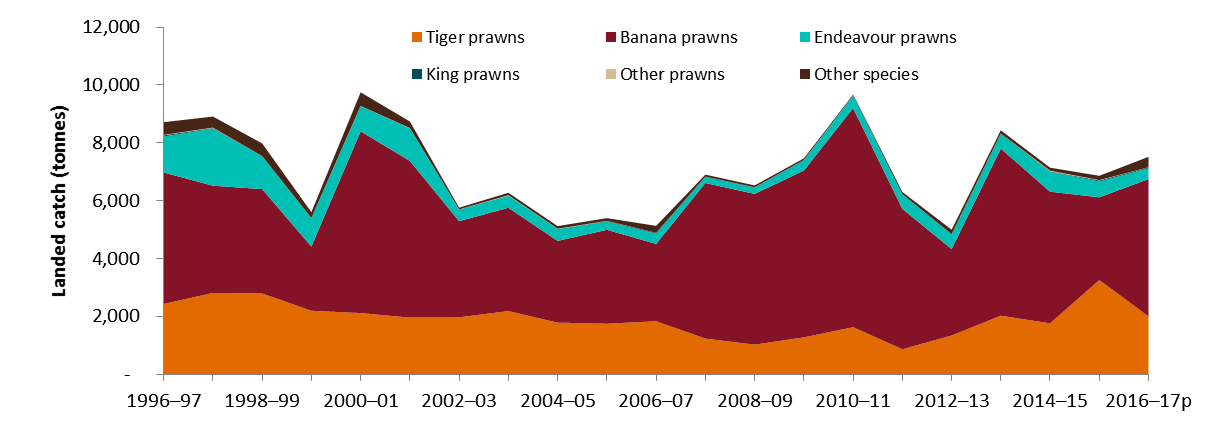 12,000
10,000
8,000
6,000
4,000
2,000
-
Landed catch (tonnes)
Tiger prawns Banana prawns Endeavour prawns
King prawns Other prawns Other species
1996–97 1998–99 2000–01 2002–03 2004–05 2006–07 2008–09 2010–11 2012–13 2014–15 2016–17p